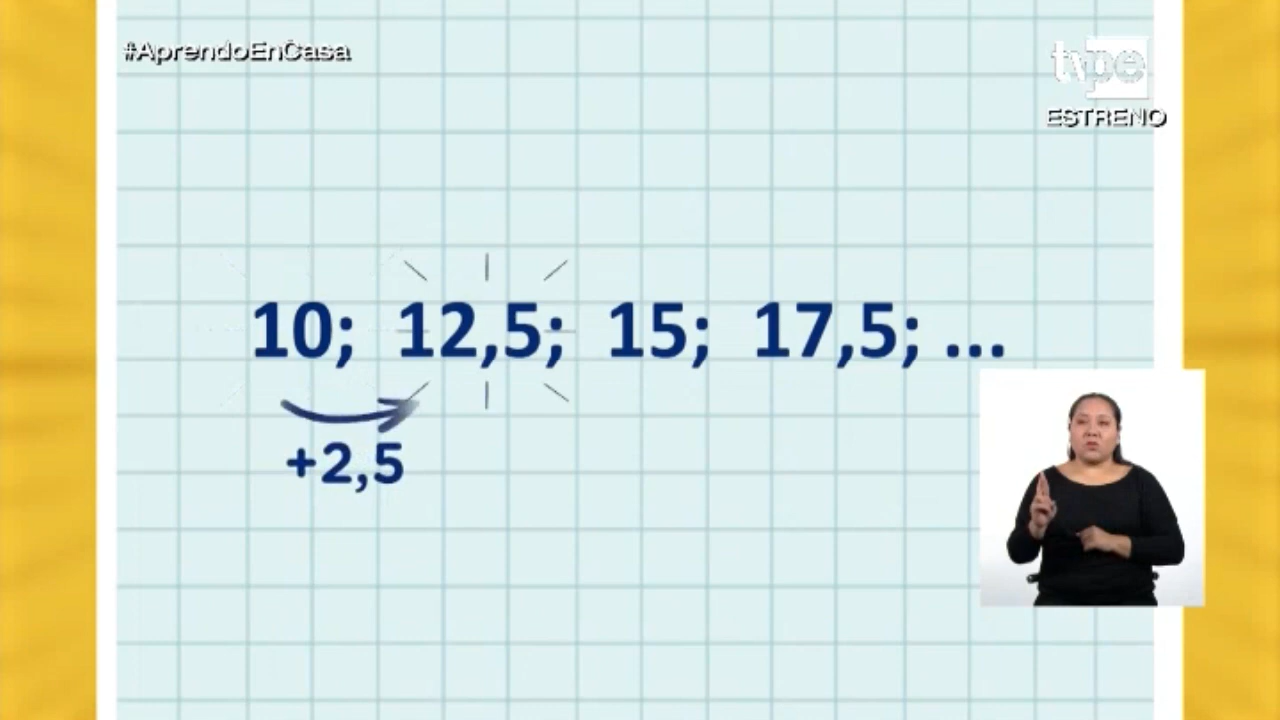 #AprendoEnCasa
tvpe
ESTRENO
10; 12,5; 15; 17,5; ...
+2,5